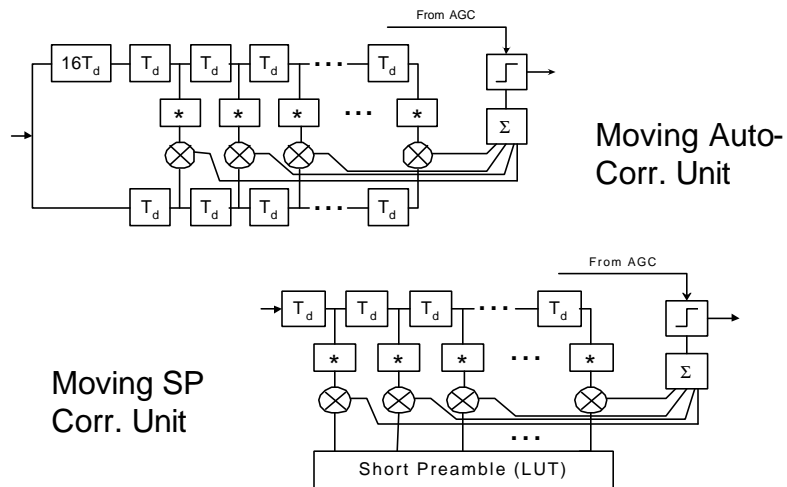 From AGC
16T_d T_d T_d T_d ... T_d
* * * ... *
Σ
Moving Auto-
Corr. Unit
T_d T_d T_d ... T_d
From AGC
T_d T_d T_d ... T_d
* * * ... *
Σ
Moving SP
Corr. Unit
...
Short Preamble (LUT)